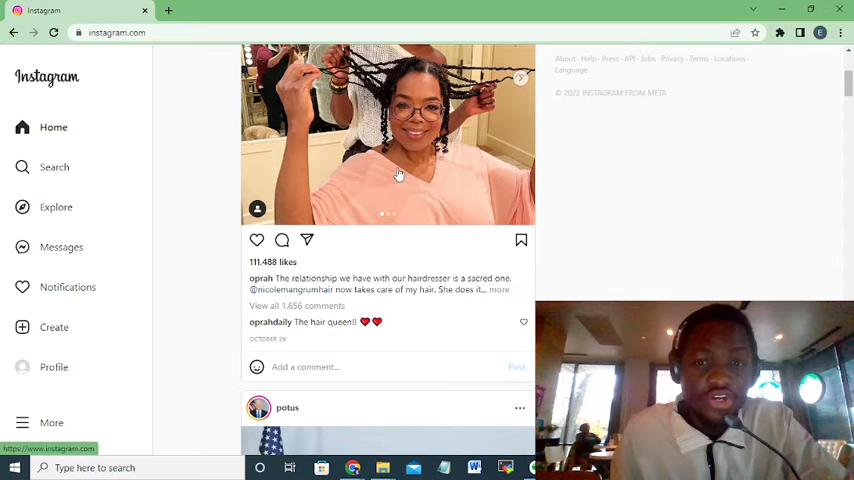 Instagram
instagram.com
E
Instagram
Home
Search
Explore
Messages
Notifications
Create
Profile
More
https://www.instagram.com
111,488 likes
oprah The relationship we have with our hairdresser is a sacred one.
@nicolemangrumhair now takes care of my hair. She does it... more
View all 1,656 comments
oprahdaily The hair queen!! ❤️❤️
OCTOBER 29
Add a comment...
Post
potus
About · Help · Press · API · Jobs · Privacy · Terms · Locations ·
Language
© 2022 INSTAGRAM FROM META
Type here to search